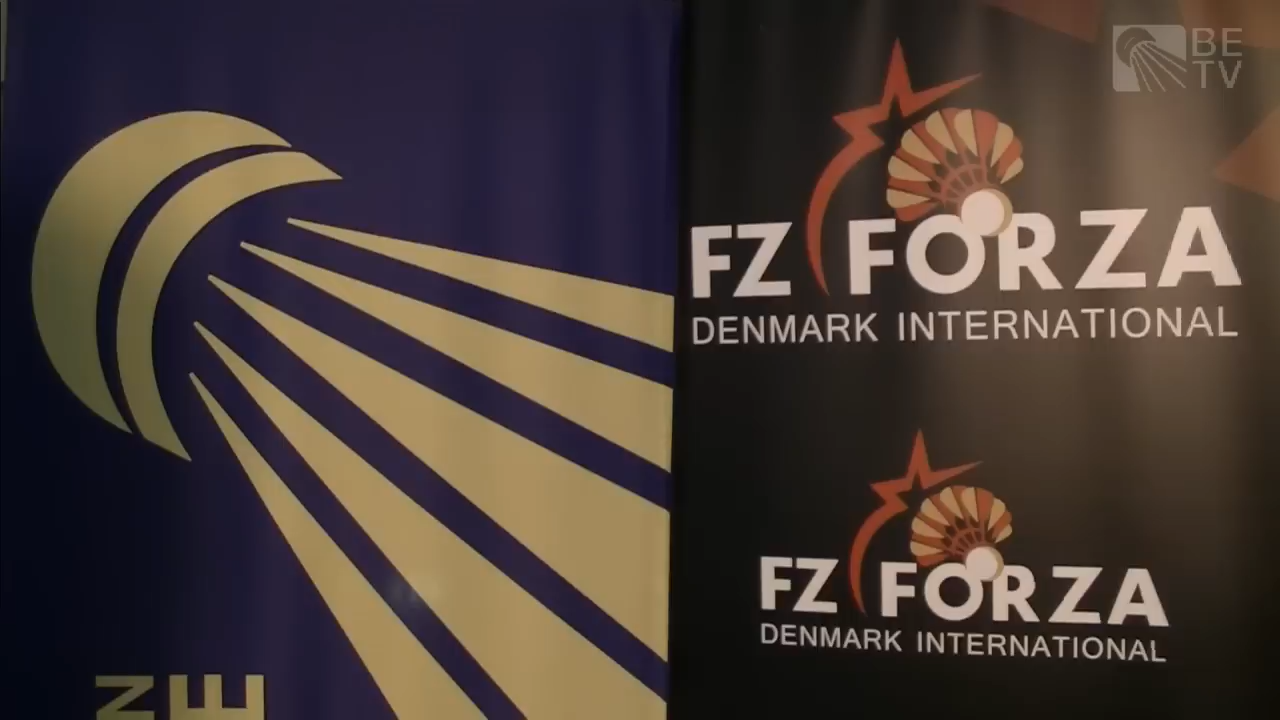 BE
TV
FZ FORZA
DENMARK INTERNATIONAL
FZ FORZA
DENMARK INTERNATIONAL
N
E